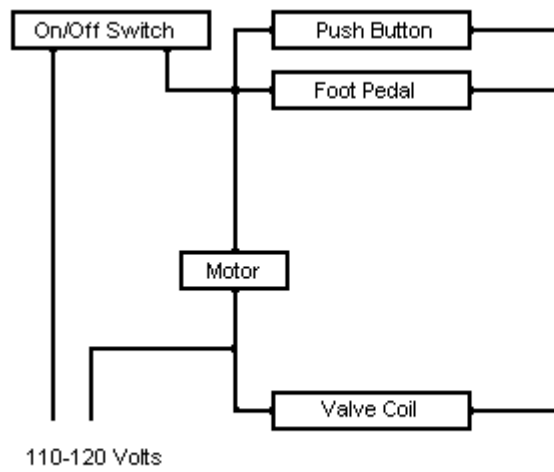 On/Off Switch
Push Button
Foot Pedal
Motor
Valve Coil
110-120 Volts